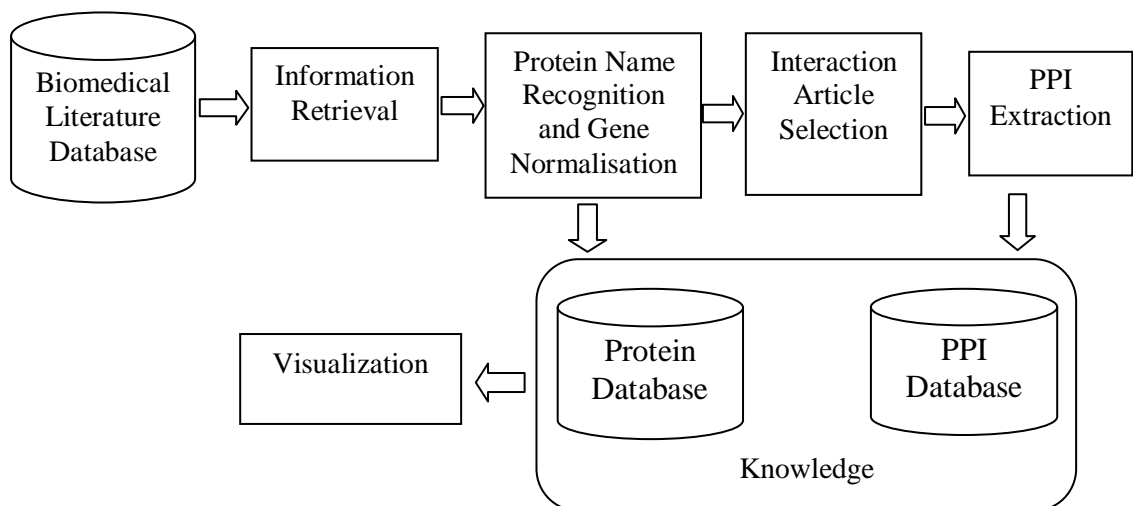 Biomedical
Literature
Database
Information
Retrieval
Protein Name
Recognition
and Gene
Normalisation
Interaction
Article
Selection
PPI
Extraction
Visualization
Protein
Database
PPI
Database
Knowledge